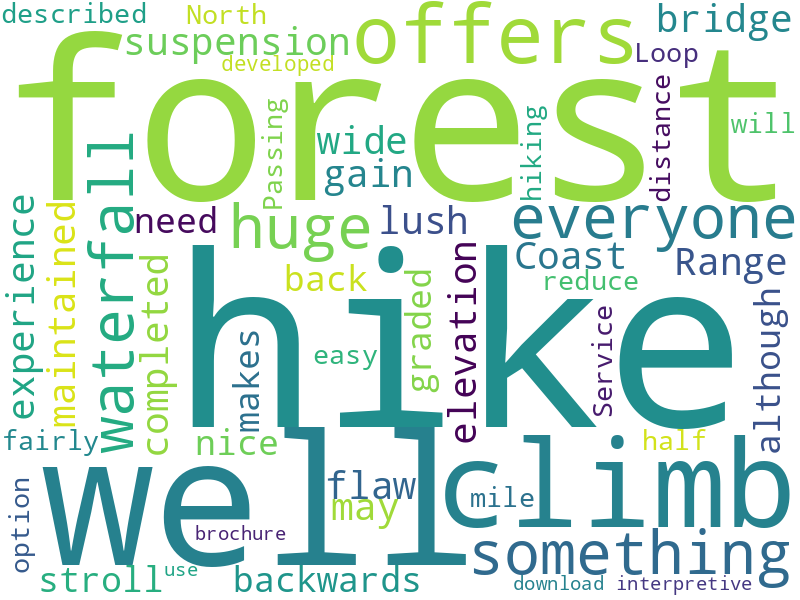 described
North
offers
bridge
suspension
developed
Loop
forest
Passing
wide
hiking
distance
will
gain
waterfall
experience
maintained
need
huge
lush
everyone
Coast
Range
completed
back
hike
elevation
reduce
graded
easy
makes
Service
although
fairly
nice
well
climb
half
option
flaw
may
mile
something
brochure
stroll
use
backwards
download
interpretive